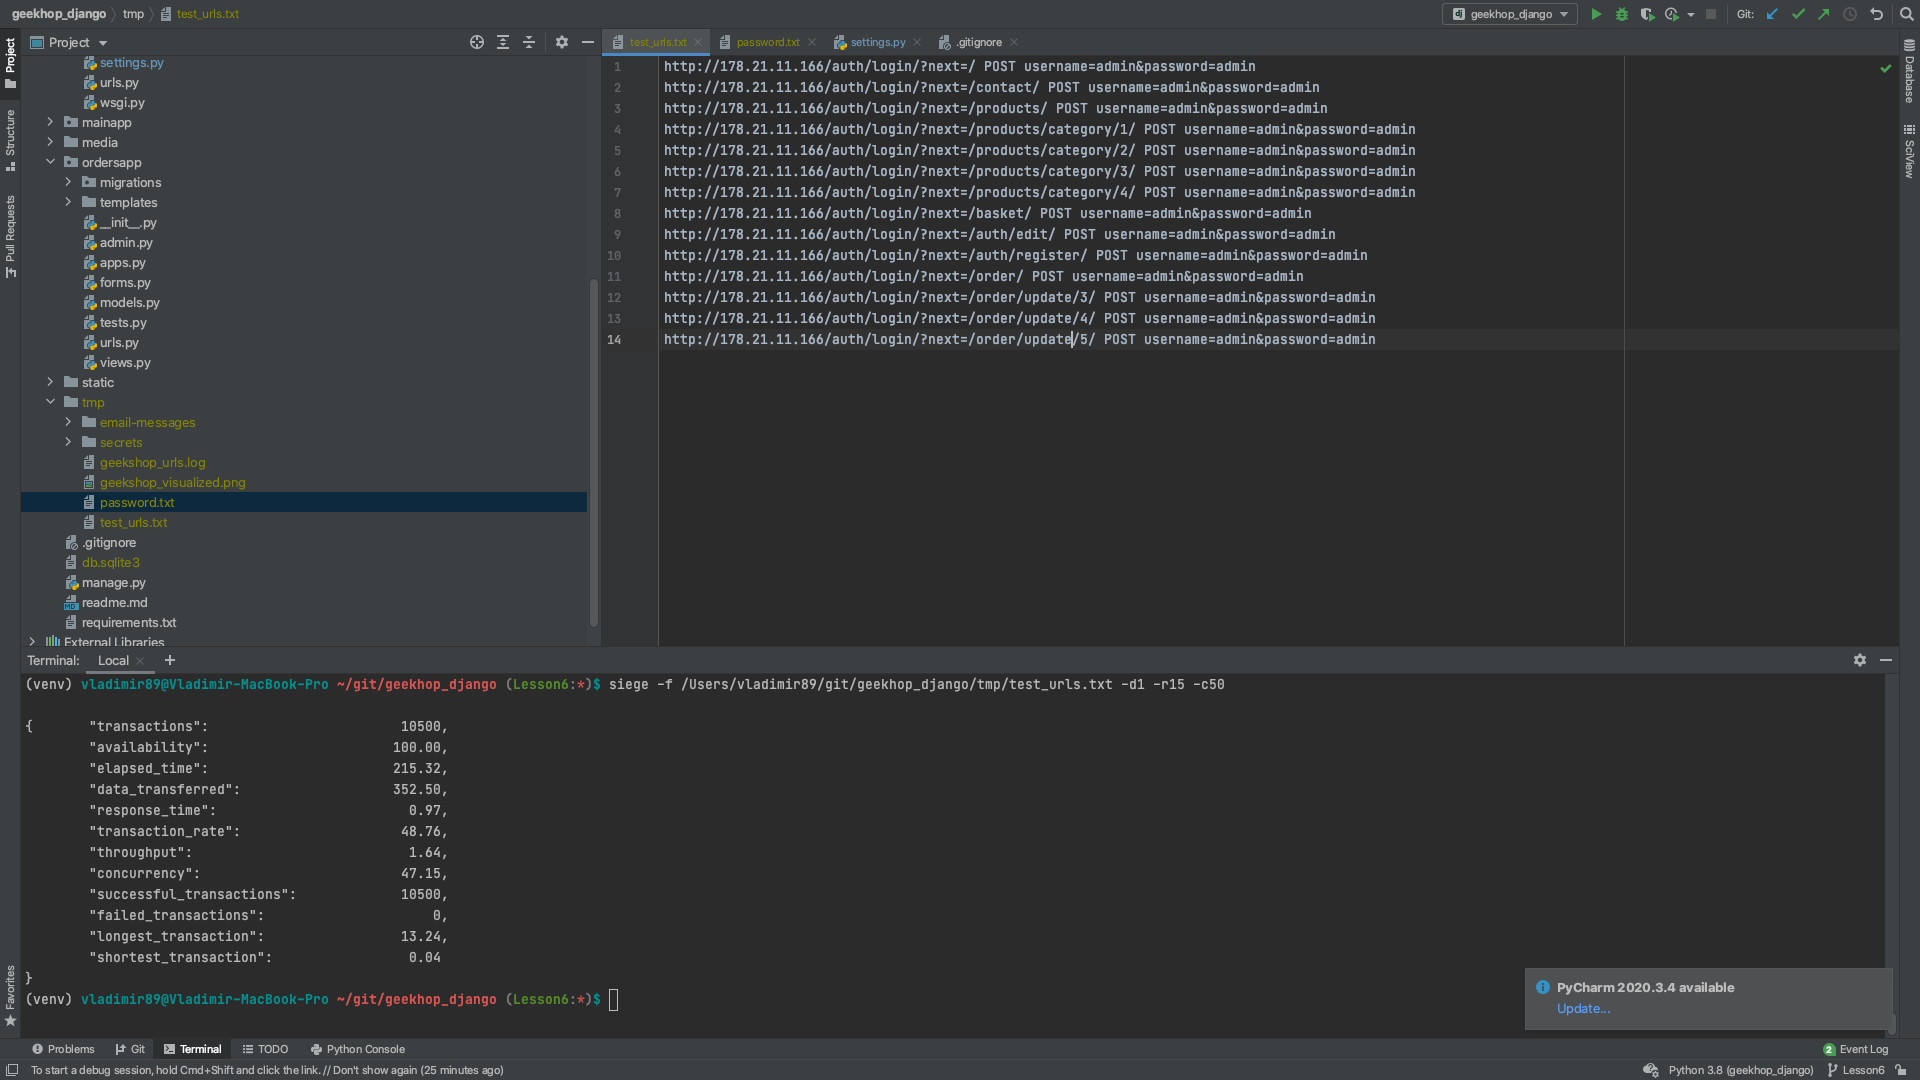 geekhop_django tmp test_urls.txt
geekhop_django Git:
Project
test_urls.txt password.txt settings.py .gitignore
settings.py
urls.py
wsgi.py
mainapp
media
ordersapp
migrations
templates
__init__.py
admin.py
apps.py
forms.py
models.py
tests.py
urls.py
views.py
static
tmp
email-messages
secrets
geekshop_urls.log
geekshop_visualized.png
password.txt
test_urls.txt
.gitignore
db.sqlite3
manage.py
readme.md
requirements.txt
External Libraries
Project
Structure
Pull Requests
Favorites
1 http://178.21.11.166/auth/login/?next=/ POST username=admin&password=admin
2 http://178.21.11.166/auth/login/?next=/contact/ POST username=admin&password=admin
3 http://178.21.11.166/auth/login/?next=/products/ POST username=admin&password=admin
4 http://178.21.11.166/auth/login/?next=/products/category/1/ POST username=admin&password=admin
5 http://178.21.11.166/auth/login/?next=/products/category/2/ POST username=admin&password=admin
6 http://178.21.11.166/auth/login/?next=/products/category/3/ POST username=admin&password=admin
7 http://178.21.11.166/auth/login/?next=/products/category/4/ POST username=admin&password=admin
8 http://178.21.11.166/auth/login/?next=/basket/ POST username=admin&password=admin
9 http://178.21.11.166/auth/login/?next=/auth/edit/ POST username=admin&password=admin
10 http://178.21.11.166/auth/login/?next=/auth/register/ POST username=admin&password=admin
11 http://178.21.11.166/auth/login/?next=/order/ POST username=admin&password=admin
12 http://178.21.11.166/auth/login/?next=/order/update/3/ POST username=admin&password=admin
13 http://178.21.11.166/auth/login/?next=/order/update/4/ POST username=admin&password=admin
14 http://178.21.11.166/auth/login/?next=/order/update/5/ POST username=admin&password=admin
Database
SciView
Terminal: Local
(venv) vladimir89@Vladimir-MacBook-Pro ~/git/geekhop_django (Lesson6:*)$ siege -f /Users/vladimir89/git/geekhop_django/tmp/test_urls.txt -d1 -r15 -c50
{ "transactions": 10500,
"availability": 100.00,
"elapsed_time": 215.32,
"data_transferred": 352.50,
"response_time": 0.97,
"transaction_rate": 48.76,
"throughput": 1.64,
"concurrency": 47.15,
"successful_transactions": 10500,
"failed_transactions": 0,
"longest_transaction": 13.24,
"shortest_transaction": 0.04
}
(venv) vladimir89@Vladimir-MacBook-Pro ~/git/geekhop_django (Lesson6:*)$
PyCharm 2020.3.4 available
Update...
Problems Git Terminal TODO Python Console
2 Event Log
To start a debug session, hold Cmd+Shift and click the link. // Don't show again (25 minutes ago)
Python 3.8 (geekhop_django) Lesson6